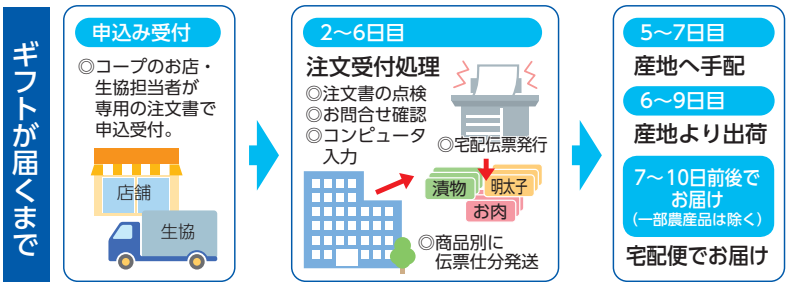 ギフトが届くまで
申込み受付
◎コープのお店・
生協担当者が
専用の注文書で
申込受付。
店舗
生協
2～6日目
注文受付処理
◎注文書の点検
◎お問合せ確認
◎コンピュータ
入力
◎宅配伝票発行
漬物
明太子
お肉
◎商品別に
伝票仕分発送
5～7日目
産地へ手配
6～9日目
産地より出荷
7～10日前後で
お届け
(一部農産品は除く)
宅配便でお届け